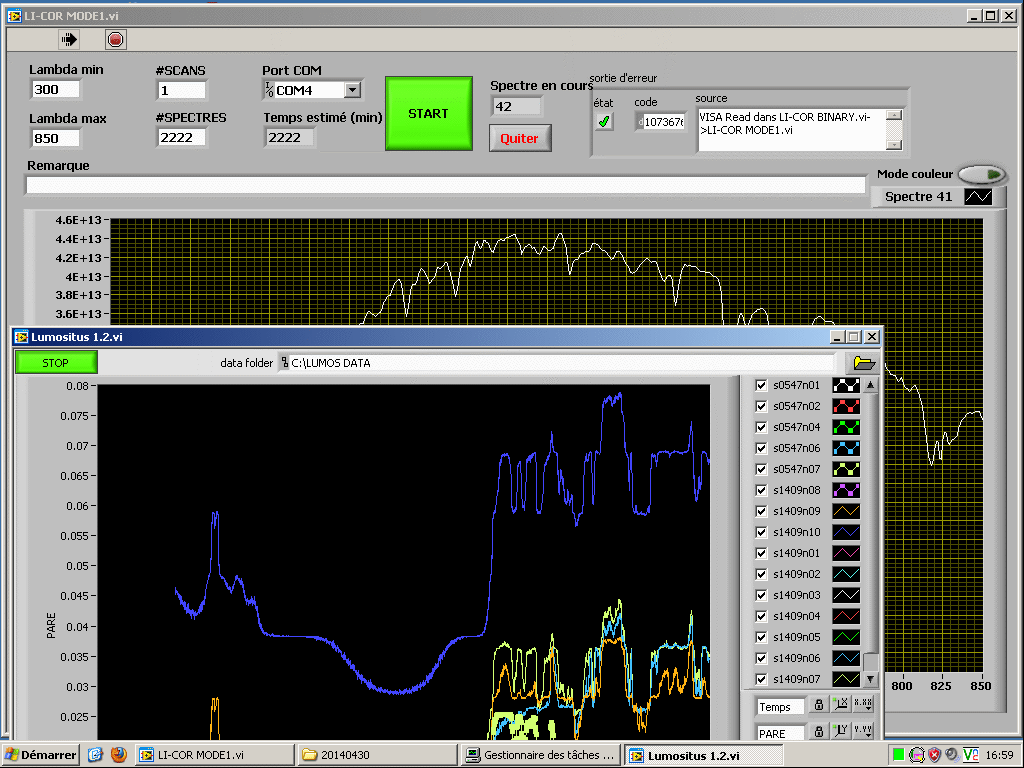 LI-COR MODE1.vi
Lambda min
#SCANS
Port COM
300
1
COM4
Lambda max
#SPECTRES
Temps estimé (min)
850
2222
2222
START
Spectre en cours
42
Quiter
sortie d'erreur
état
code
source
1073676
VISA Read dans LI-COR BINARY.vi-
>LI-COR MODE1.vi
Remarque
Mode couleur
Spectre 41
4.6E+13
4.4E+13
4.2E+13
4E+13
3.8E+13
3.6E+13
Lumositus 1.2.vi
STOP
data folder
C:\LUMOS DATA
0.08
0.075
0.07
0.065
0.06
0.055
0.05
0.045
0.04
0.035
0.03
0.025
PARE
s0547n01
s0547n02
s0547n04
s0547n06
s0547n07
s1409n08
s1409n09
s1409n10
s1409n01
s1409n02
s1409n03
s1409n04
s1409n05
s1409n06
s1409n07
Temps
PARE
800 825 850
Démarrer
LI-COR MODE1.vi
20140430
Gestionnaire des tâches ...
Lumositus 1.2.vi
16:59